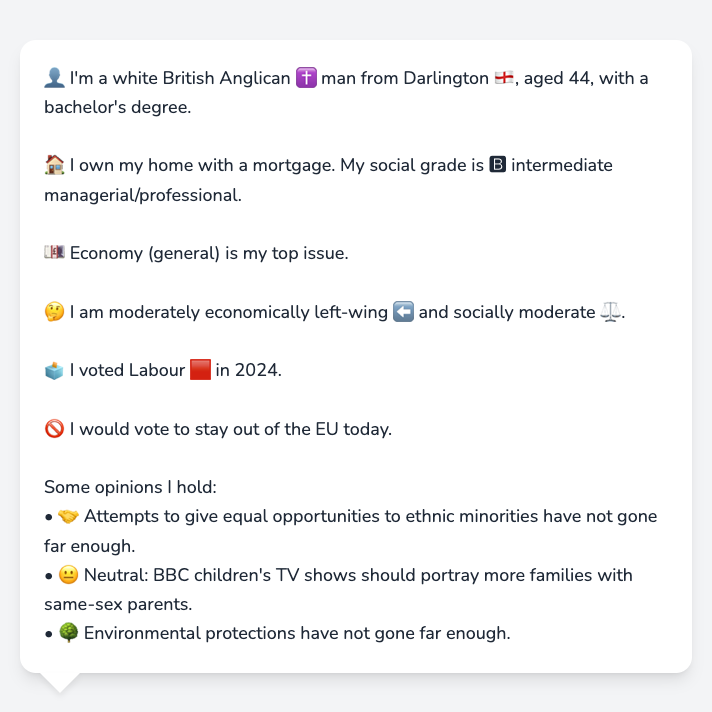 👤 I'm a white British Anglican ✝️ man from Darlington 🏴󠁧󠁢󠁥󠁮󠁧󠁿, aged 44, with a
bachelor's degree.
🏠 I own my home with a mortgage. My social grade is 🅱 intermediate
managerial/professional.
💷 Economy (general) is my top issue.
🤔 I am moderately economically left-wing ⬅️ and socially moderate ⚖️.
🗳️ I voted Labour 🟥 in 2024.
🚫 I would vote to stay out of the EU today.
Some opinions I hold:
• 🤝 Attempts to give equal opportunities to ethnic minorities have not gone
far enough.
• 😐 Neutral: BBC children's TV shows should portray more families with
same-sex parents.
• 🌳 Environmental protections have not gone far enough.